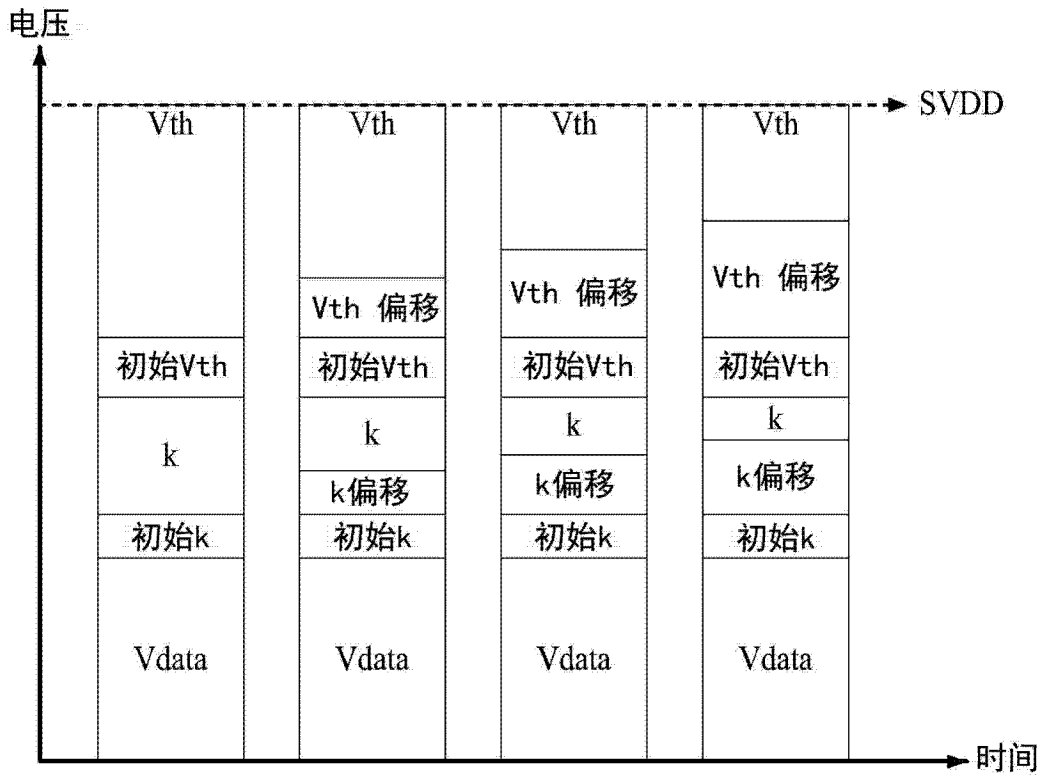 电压
SVDD
Vth
初始Vth
k
初始k
Vdata
Vth
Vth 偏移
初始Vth
k
k偏移
初始k
Vdata
Vth
Vth 偏移
初始Vth
k
k偏移
初始k
Vdata
Vth
Vth 偏移
初始Vth
k
k偏移
初始k
Vdata
时间